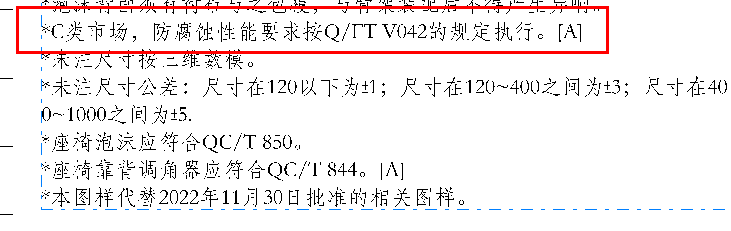 *C类市场，防腐蚀性能要求按Q/FT V042的规定执行。[A]
*未注尺寸按三维数模。
*未注尺寸公差：尺寸在120以下为±1；尺寸在120~400之间为±3；尺寸在40
0~1000之间为±5.
*座椅泡沫应符合QC/T 850。
*座椅靠背调角器应符合QC/T 844。[A]
*本图样代替2022年11月30日批准的相关图样。